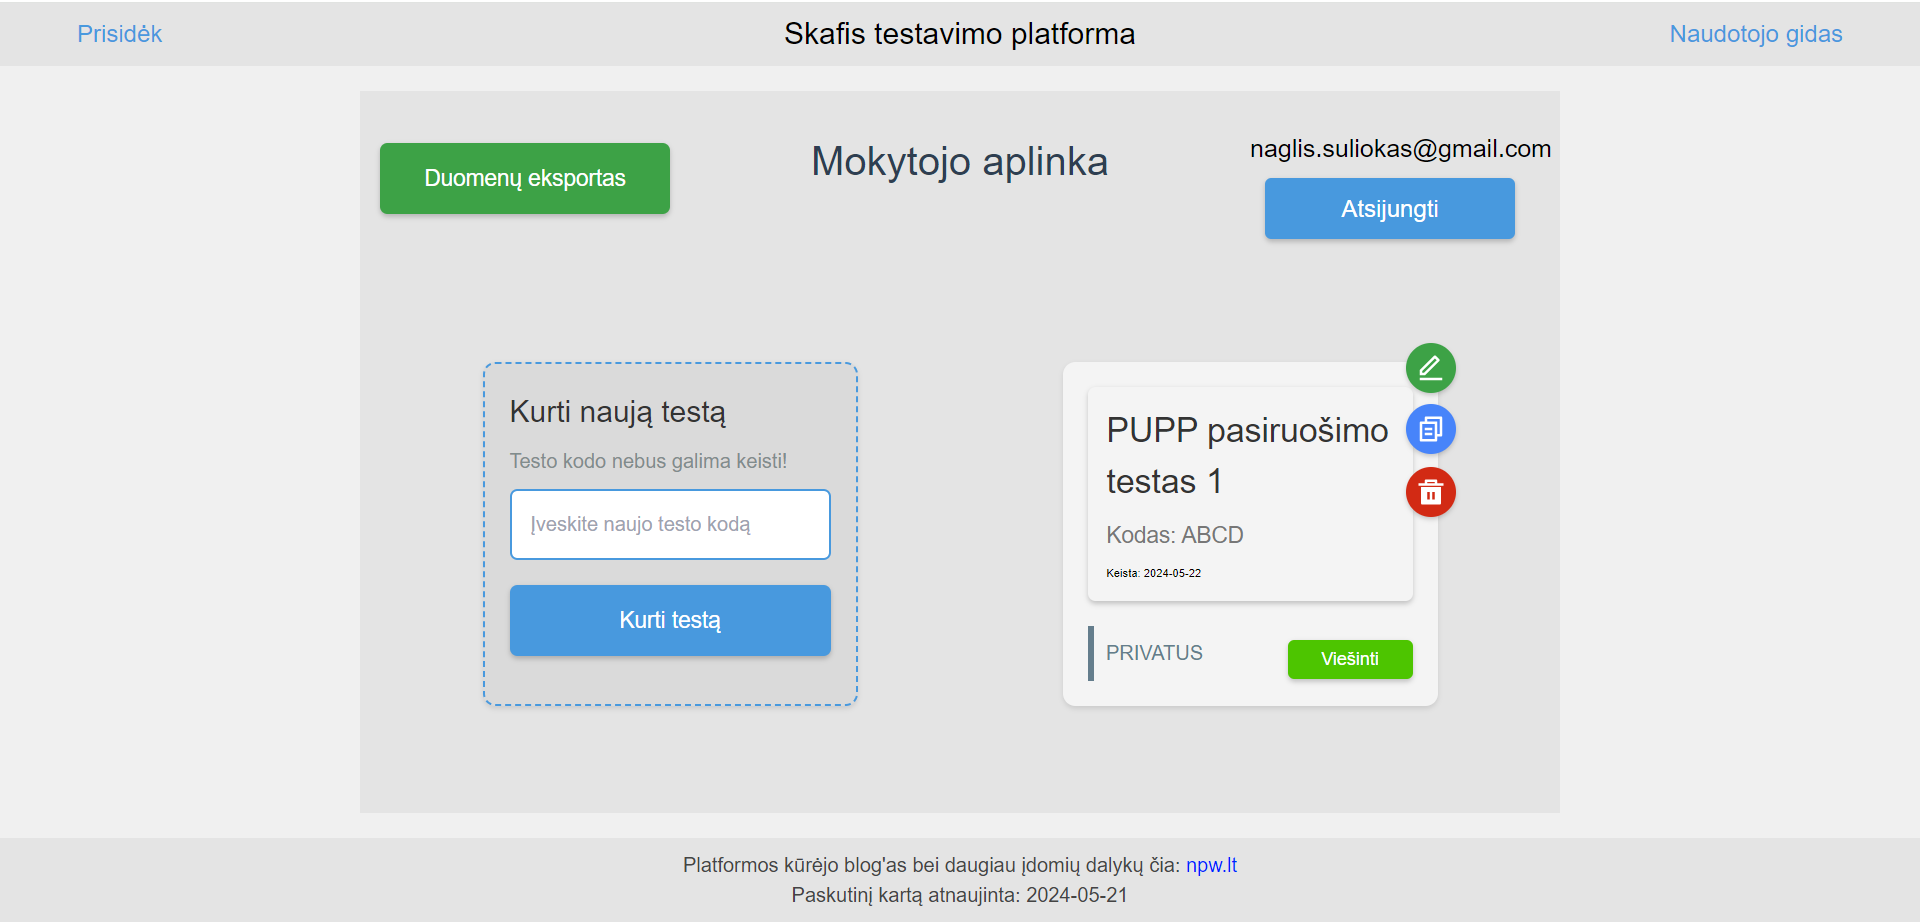 Prisidėk
Skafis testavimo platforma
Naudotojo gidas
Duomenų eksportas
Mokytojo aplinka
naglis.suliokas@gmail.com
Atsijungti
Kurti naują testą
Testo kodo nebus galima keisti!
Įveskite naujo testo kodą
Kurti testą
PUPP pasiruošimo
testas 1
Kodas: ABCD
Keista: 2024-05-22
PRIVATUS
Viešinti
Platformos kūrėjo blog'as bei daugiau įdomių dalykų čia: npw.lt
Paskutinį kartą atnaujinta: 2024-05-21